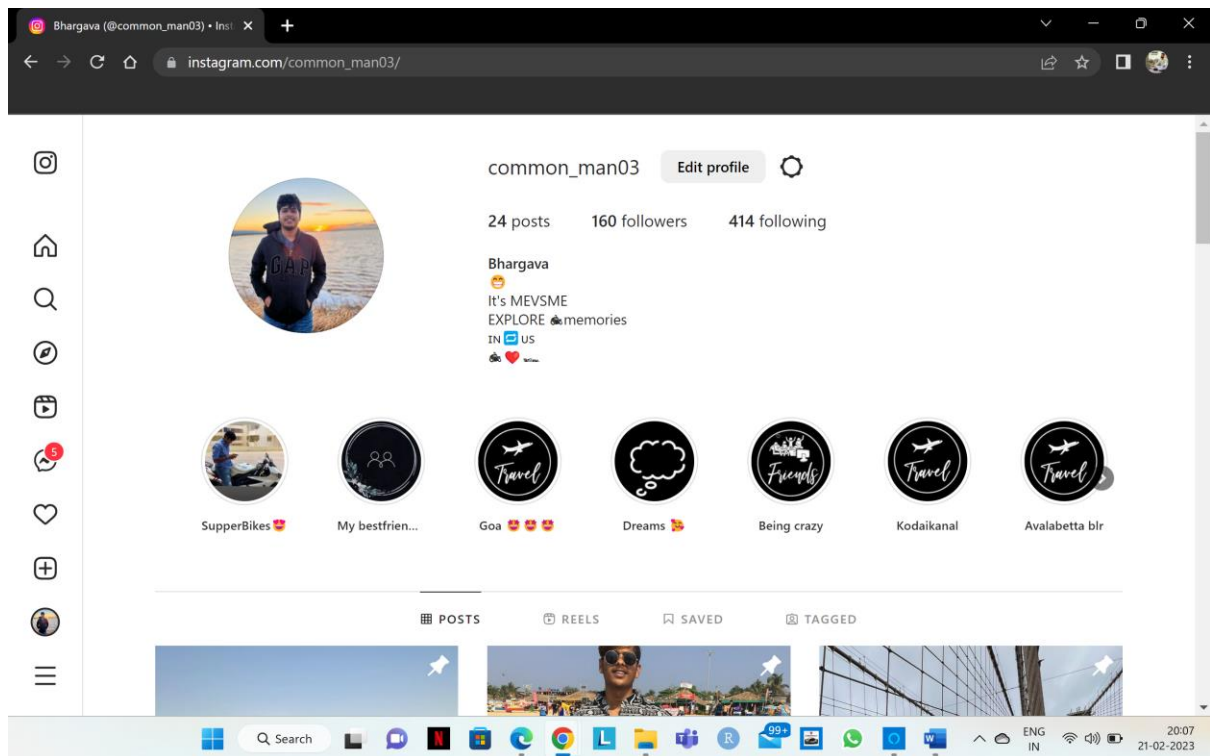 Bhargava (@common_man03) • Inst
instagram.com/common_man03/
common_man03 Edit profile
24 posts 160 followers 414 following
GAP
Bhargava
😁
It's MEVSME
EXPLORE 🏍memories
IN 🔁 US
🏍❤️
5
Travel Friends Travel Travel
SupperBikes😍 My bestfrien... Goa 😍😍😍 Dreams 🥰 Being crazy Kodaikanal Avalabetta blr
POSTS REELS SAVED TAGGED
Search N L R 99+ W ENG 20:07
IN 21-02-2023